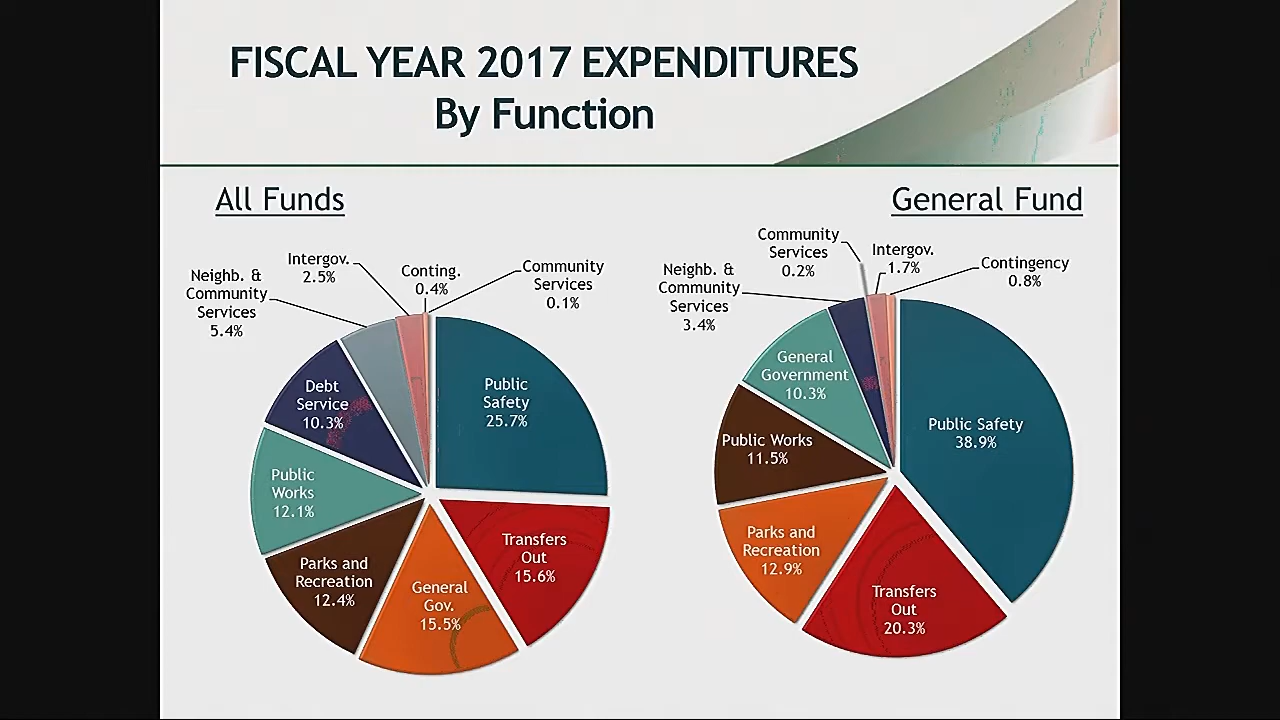 FISCAL YEAR 2017 EXPENDITURES
By Function
All Funds
Neighb. &
Community
Services
5.4%
Intergov.
2.5%
Conting.
0.4%
Community
Services
0.1%
Public
Safety
25.7%
Transfers
Out
15.6%
General
Gov.
15.5%
Parks and
Recreation
12.4%
Public
Works
12.1%
Debt
Service
10.3%
General Fund
Neighb. &
Community
Services
3.4%
Community
Services
0.2%
Intergov.
1.7%
Contingency
0.8%
Public Safety
38.9%
Transfers
Out
20.3%
Parks and
Recreation
12.9%
Public Works
11.5%
General
Government
10.3%